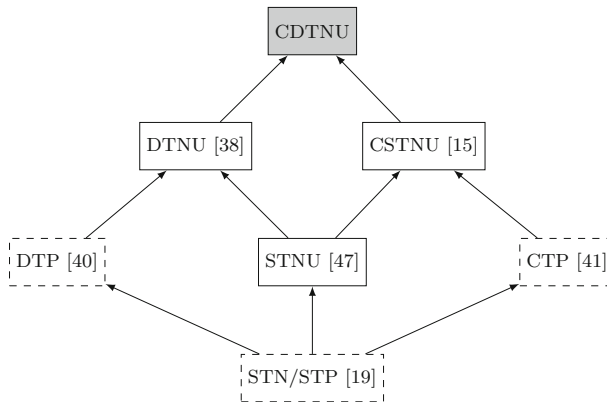 CDTNU
DTNU [38]
CSTNU [15]
DTP [40]
STNU [47]
CTP [41]
STN/STP [19]